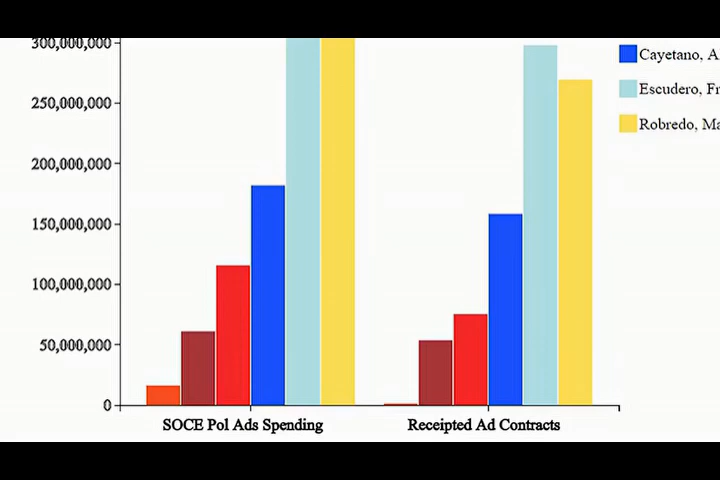 300,000,000
250,000,000
200,000,000
150,000,000
100,000,000
50,000,000
0
SOCE Pol Ads Spending
Receipted Ad Contracts
Cayetano, A
Escudero, Fr
Robredo, Ma